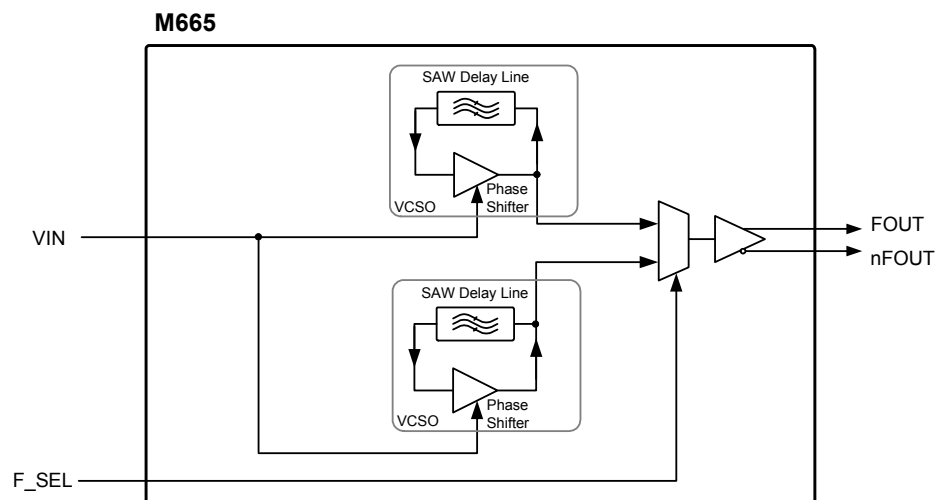 M665
SAW Delay Line
Phase
Shifter
VCSO
VIN
FOUT
nFOUT
SAW Delay Line
Phase
Shifter
VCSO
F_SEL